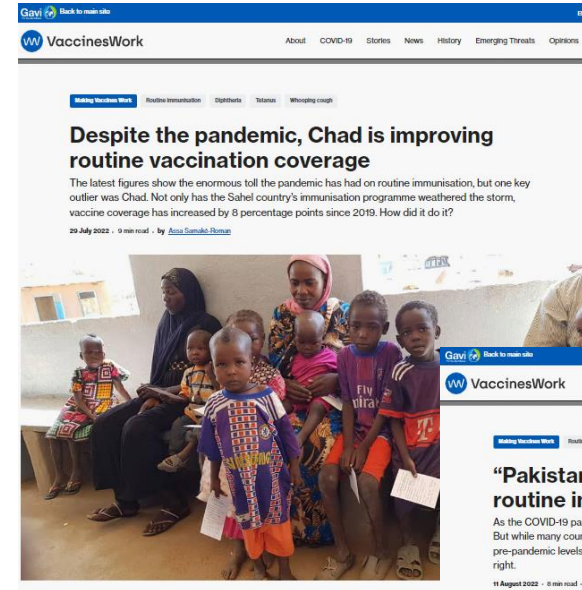 Gavi Back to main site
VaccinesWork
About COVID-19 Stories News History Emerging Threats Opinions
Making Vaccines Work Routine immunisation Diphtheria Tetanus Whooping cough
Despite the pandemic, Chad is improving
routine vaccination coverage
The latest figures show the enormous toll the pandemic has had on routine immunisation, but one key
outlier was Chad. Not only has the Sahel country's immunisation programme weathered the storm,
vaccine coverage has increased by 8 percentage points since 2019. How did it do it?
29 July 2022 . 9 min read . by Assa Samaké-Roman
Fly
Gavi Back to main site
VaccinesWork
Making Vaccines Work
“Pakistan
routine
As the COVID-19
But while many
pre-pandemic levels
right.
11 August 2022 . 8 min read .